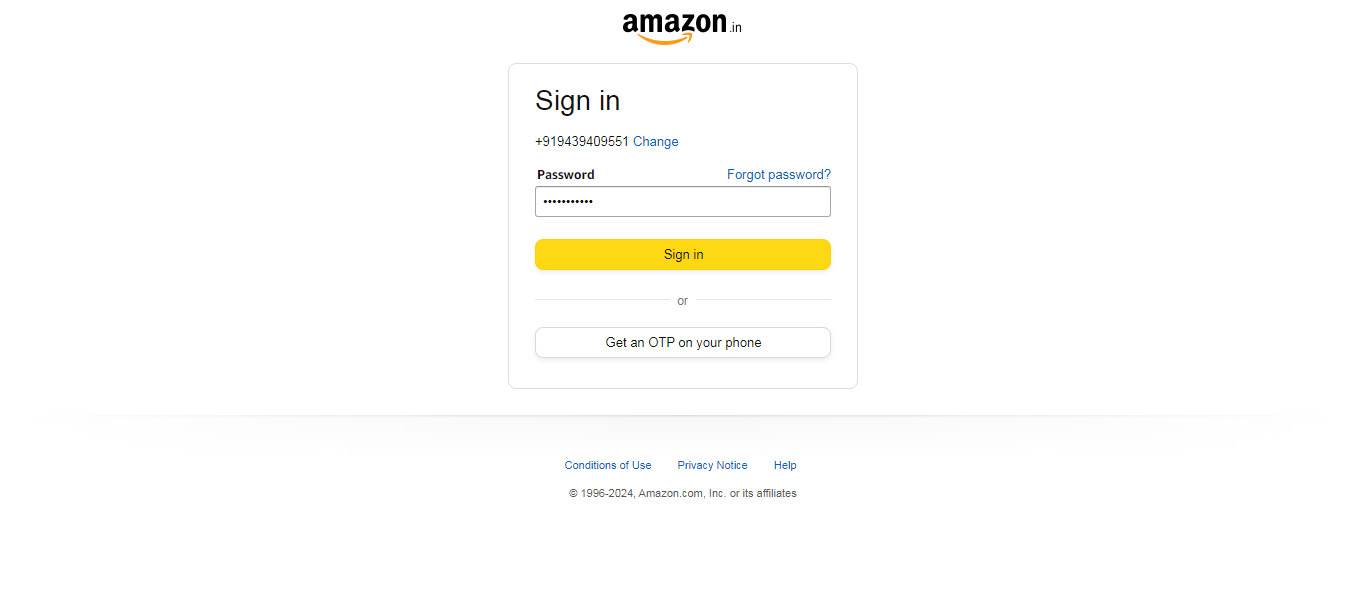 amazon.in
Sign in
+919439409551 Change
Password Forgot password?
•••••••••••
Sign in
or
Get an OTP on your phone
Conditions of Use Privacy Notice Help
© 1996-2024, Amazon.com, Inc. or its affiliates